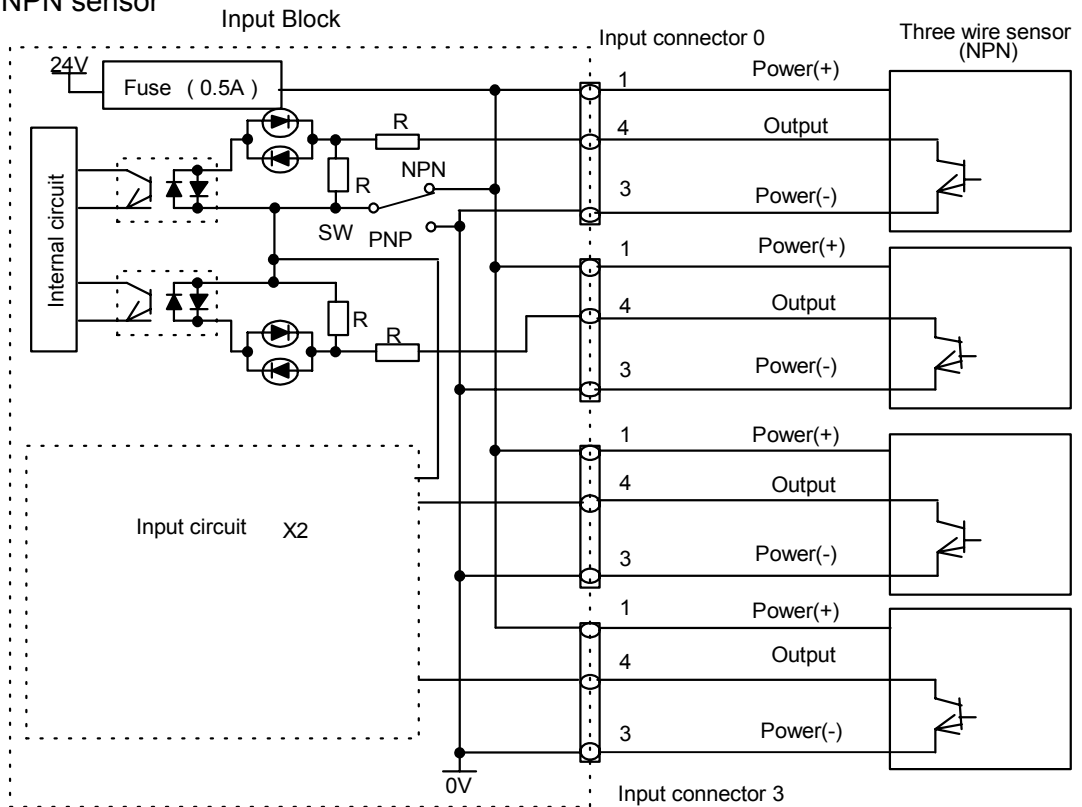 NPN sensor
Input Block
Input connector 0
Three wire sensor
(NPN)
24V
Fuse ( 0.5A )
1
Power(+)
R
4
Output
NPN
R
3
Power(-)
SW
PNP
Internal circuit
1
Power(+)
4
Output
R
R
3
Power(-)
1
Power(+)
4
Output
Input circuit X2
3
Power(-)
1
Power(+)
4
Output
3
Power(-)
0V
Input connector 3